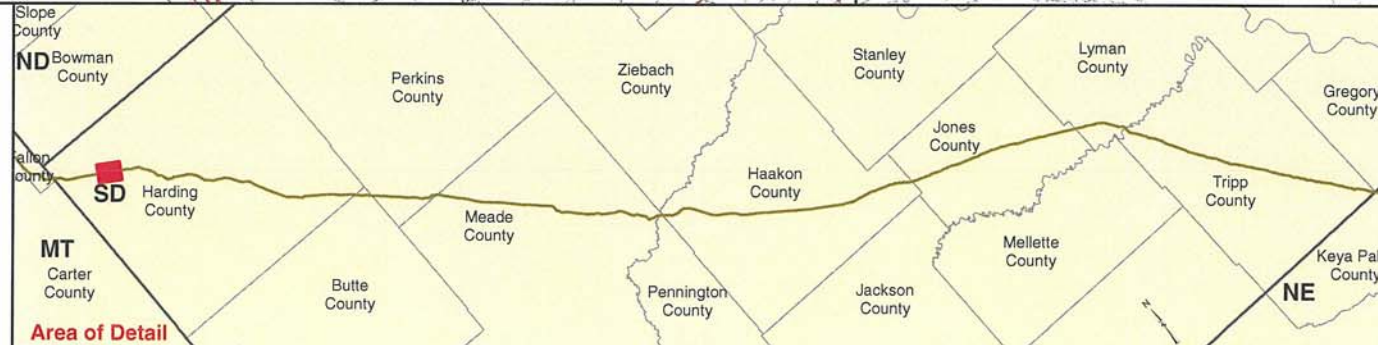 Slope
County
ND
Bowman
County
Perkins
County
Ziebach
County
Stanley
County
Lyman
County
Gregory
County
Jones
County
Haakon
County
Tripp
County
SD
Harding
County
Meade
County
Mellette
County
MT
Carter
County
Butte
County
Pennington
County
Jackson
County
NE
County
Area of Detail
N